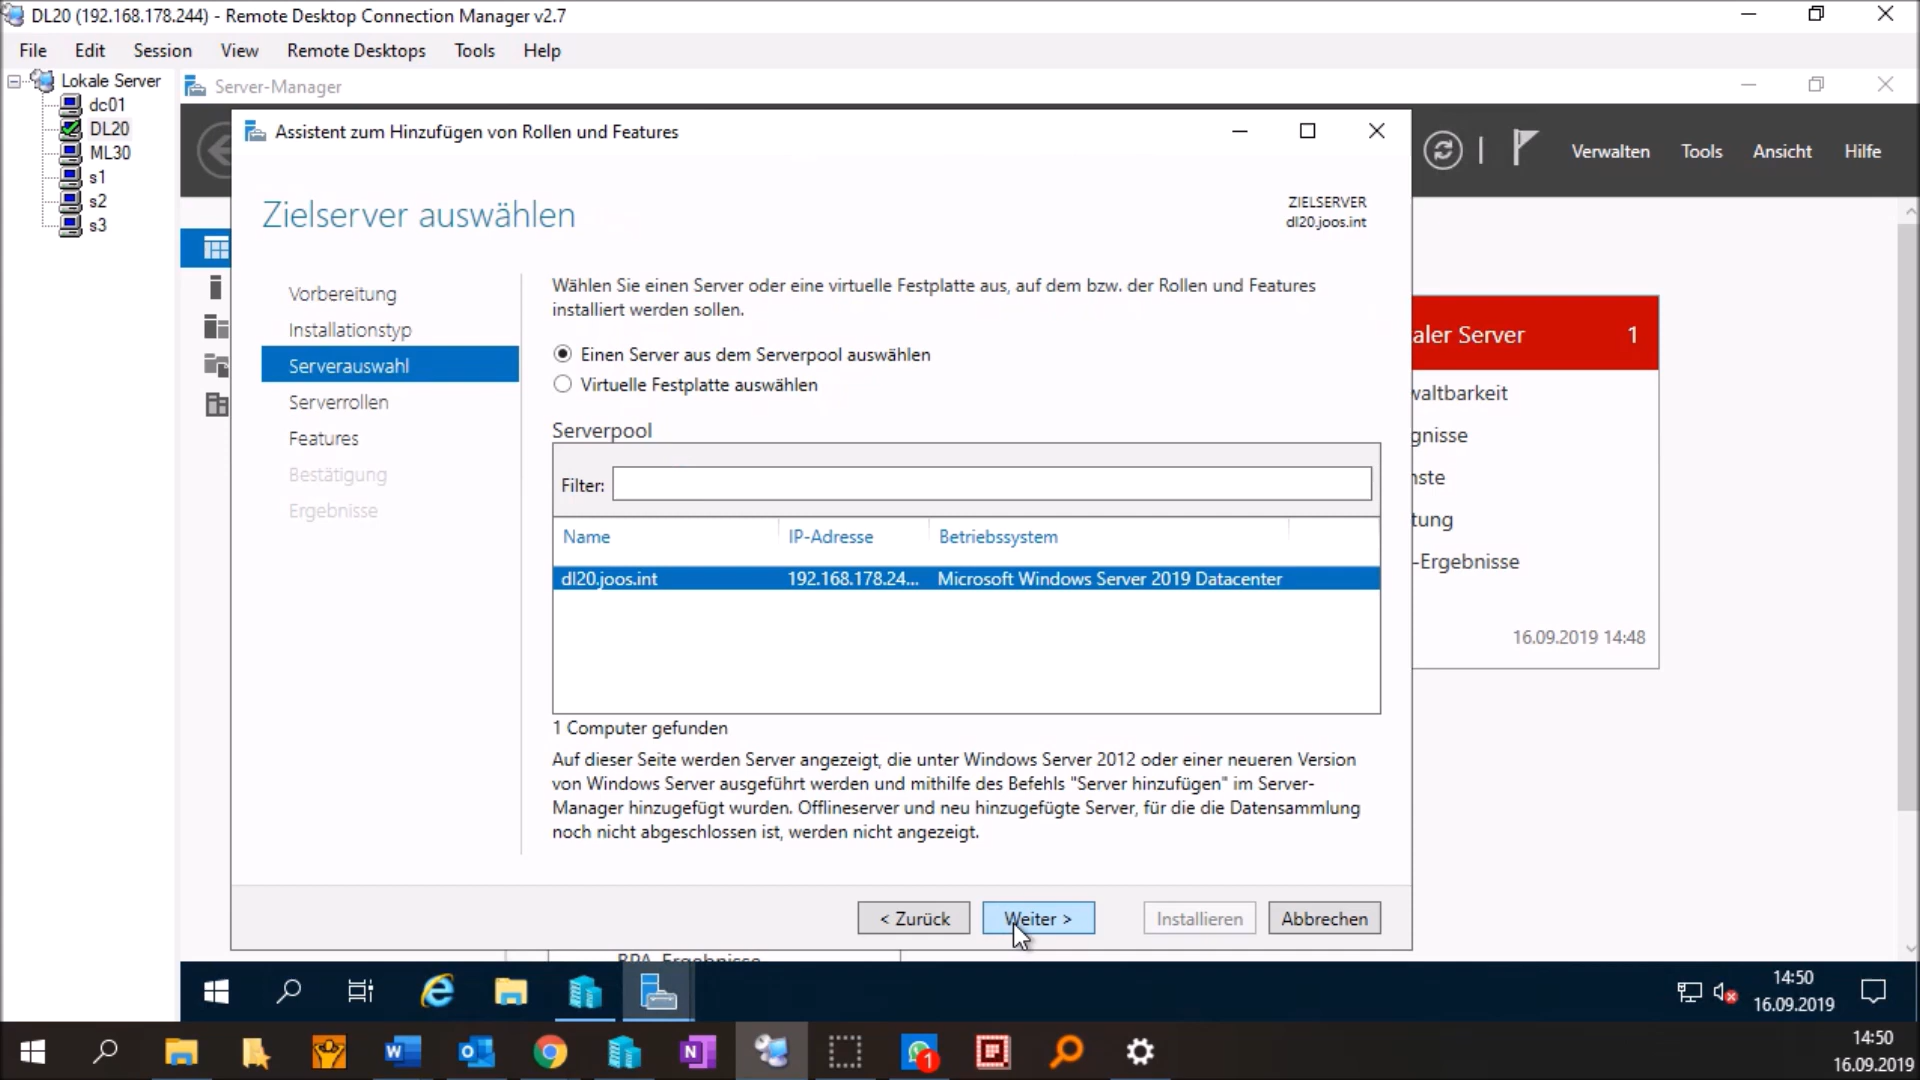 DL20 (192.168.178.244) - Remote Desktop Connection Manager v2.7
File Edit Session View Remote Desktops Tools Help
Lokale Server
dc01
DL20
ML30
s1
s2
s3
Server-Manager
Verwalten Tools Ansicht Hilfe
Assistent zum Hinzufügen von Rollen und Features
Zielserver auswählen
ZIELSERVER
dl20.joos.int
Vorbereitung
Installationstyp
Serverauswahl
Serverrollen
Features
Bestätigung
Ergebnisse
Wählen Sie einen Server oder eine virtuelle Festplatte aus, auf dem bzw. der Rollen und Features
installiert werden sollen.
Einen Server aus dem Serverpool auswählen
Virtuelle Festplatte auswählen
Serverpool
Filter:
Name IP-Adresse Betriebssystem
dl20.joos.int 192.168.178.24... Microsoft Windows Server 2019 Datacenter
1 Computer gefunden
Auf dieser Seite werden Server angezeigt, die unter Windows Server 2012 oder einer neueren Version
von Windows Server ausgeführt werden und mithilfe des Befehls "Server hinzufügen" im Server-
Manager hinzugefügt wurden. Offlineserver und neu hinzugefügte Server, für die die Datensammlung
noch nicht abgeschlossen ist, werden nicht angezeigt.
< Zurück Weiter > Installieren Abbrechen
aler Server 1
waltbarkeit
gnisse
nste
tung
-Ergebnisse
16.09.2019 14:48
BPA-Ergebnisse
14:50
16.09.2019
1
14:50
16.09.2019